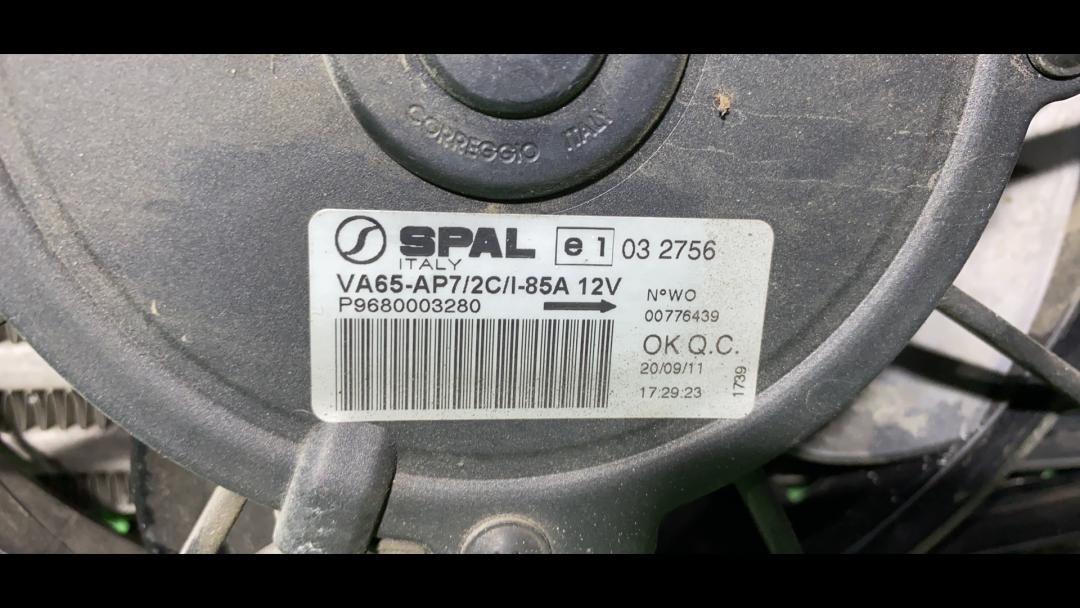 CORREGGIO ITALY
SPAL e1 03 2756
ITALY
VA65-AP7/2C/I-85A 12V
P9680003280
N°WO
00776439
OK Q.C.
20/09/11
17:29:23
1739